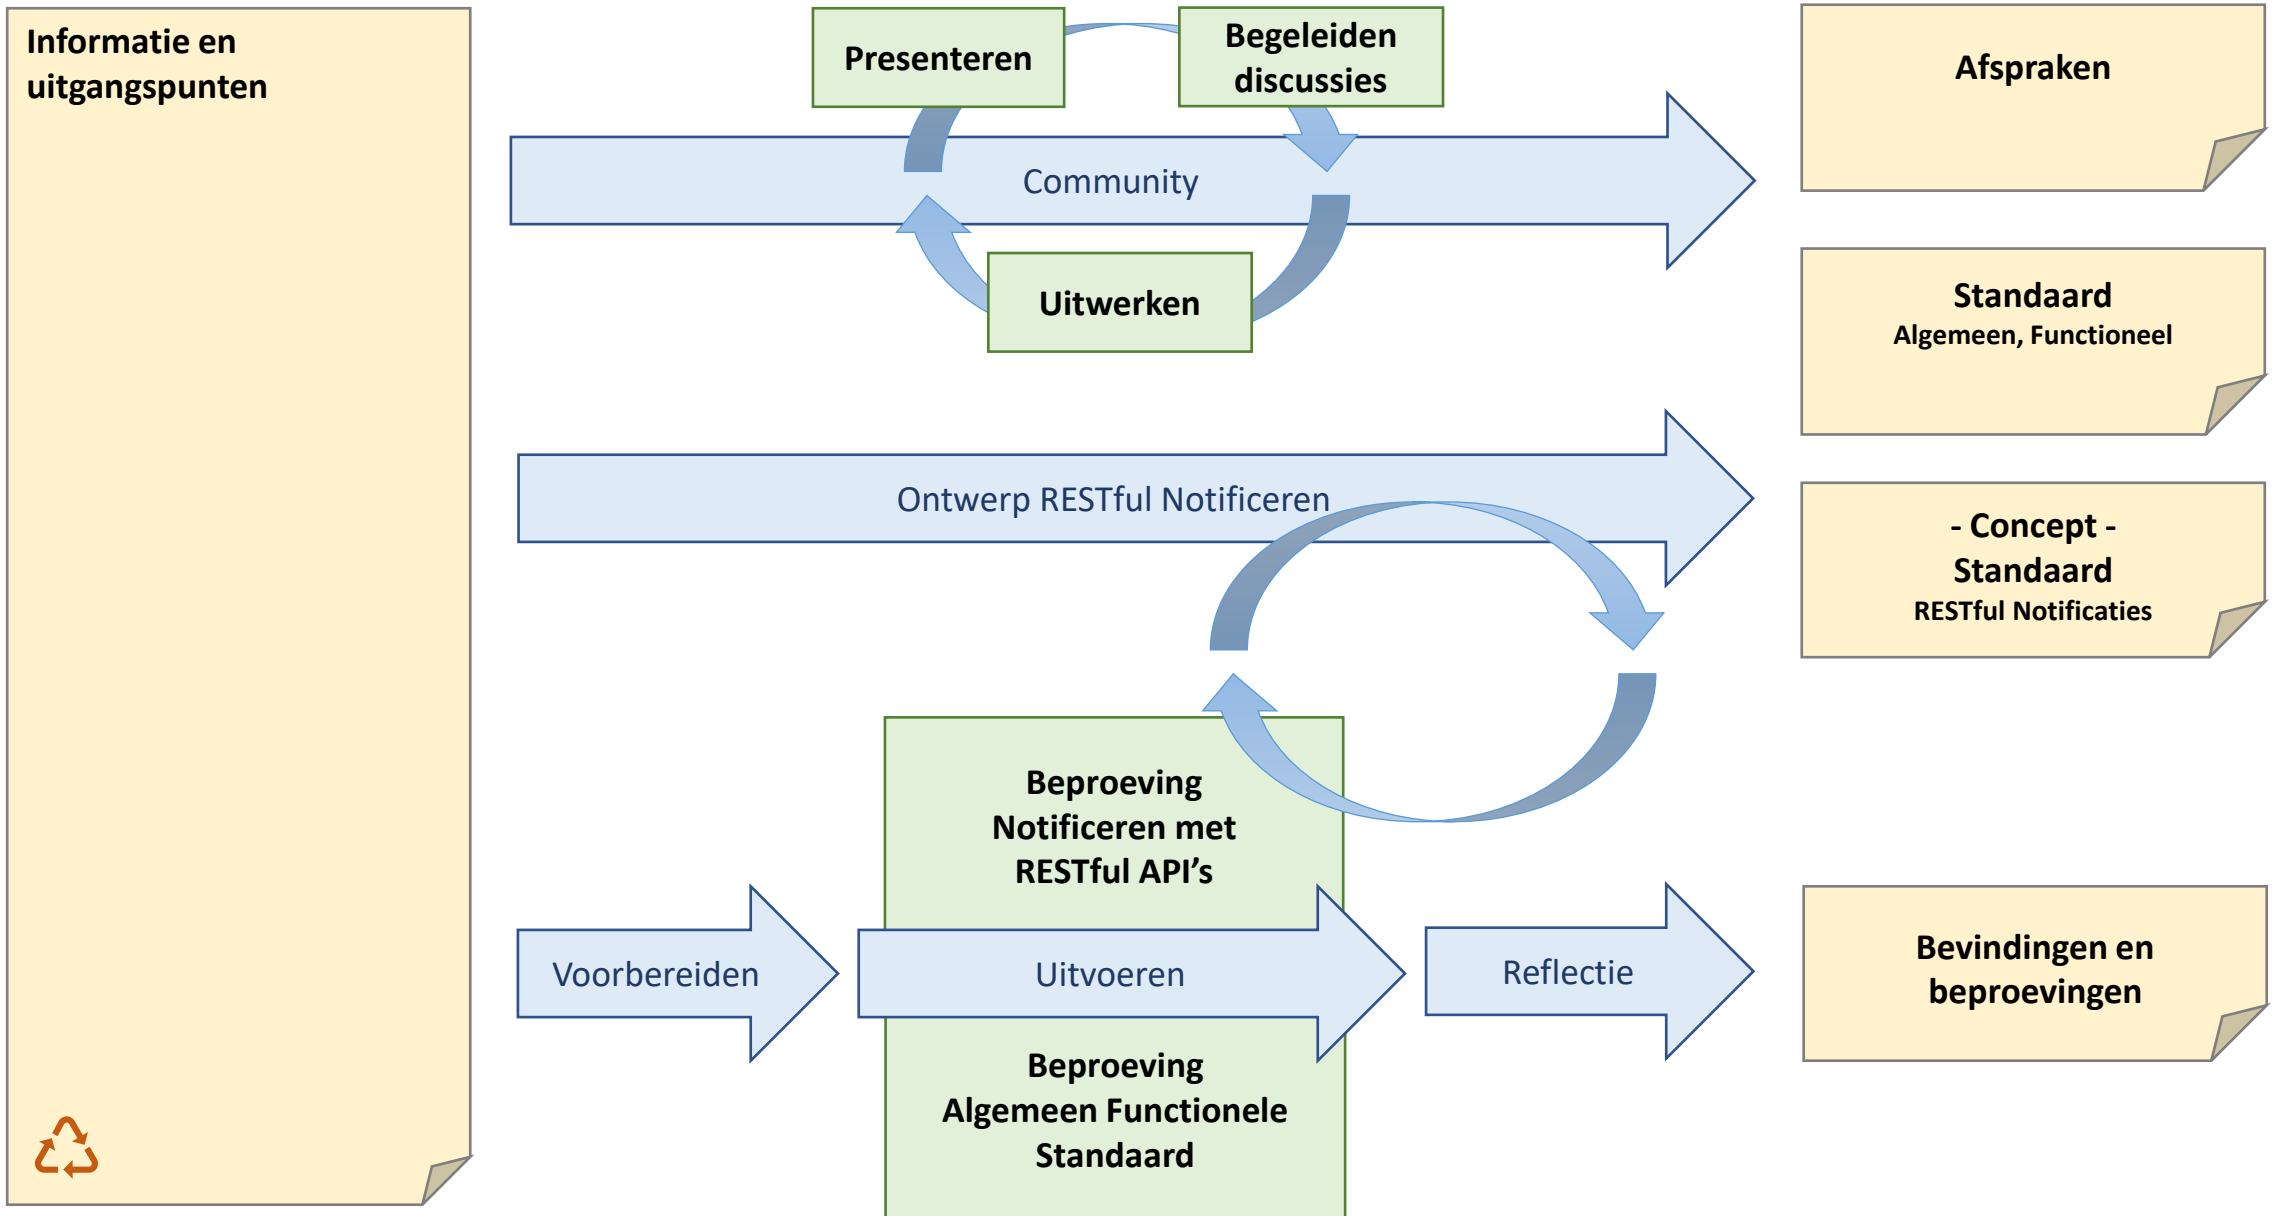 Informatie en
uitgangspunten
Presenteren
Begeleiden
discussies
Community
Uitwerken
Afspraken
Standaard
Algemeen, Functioneel
Ontwerp RESTful Notificeren
- Concept -
Standaard
RESTful Notificaties
Beproeving
Notificeren met
RESTful API’s
Voorbereiden
Uitvoeren
Reflectie
Beproeving
Algemeen Functionele
Standaard
Bevindingen en
beproevingen